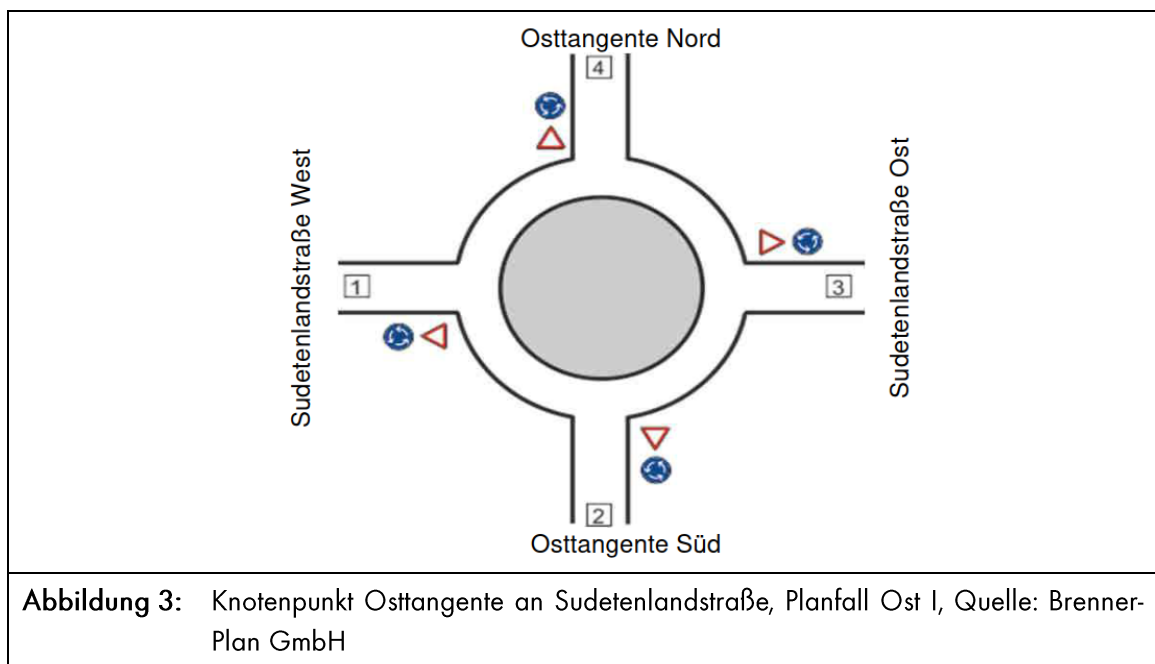 Osttangente Nord
4
Sudetenlandstraße West
Sudetenlandstraße Ost
1
3
2
Osttangente Süd
Abbildung 3: Knotenpunkt Osttangente an Sudetenlandstraße, Planfall Ost I, Quelle: Brenner-
Plan GmbH